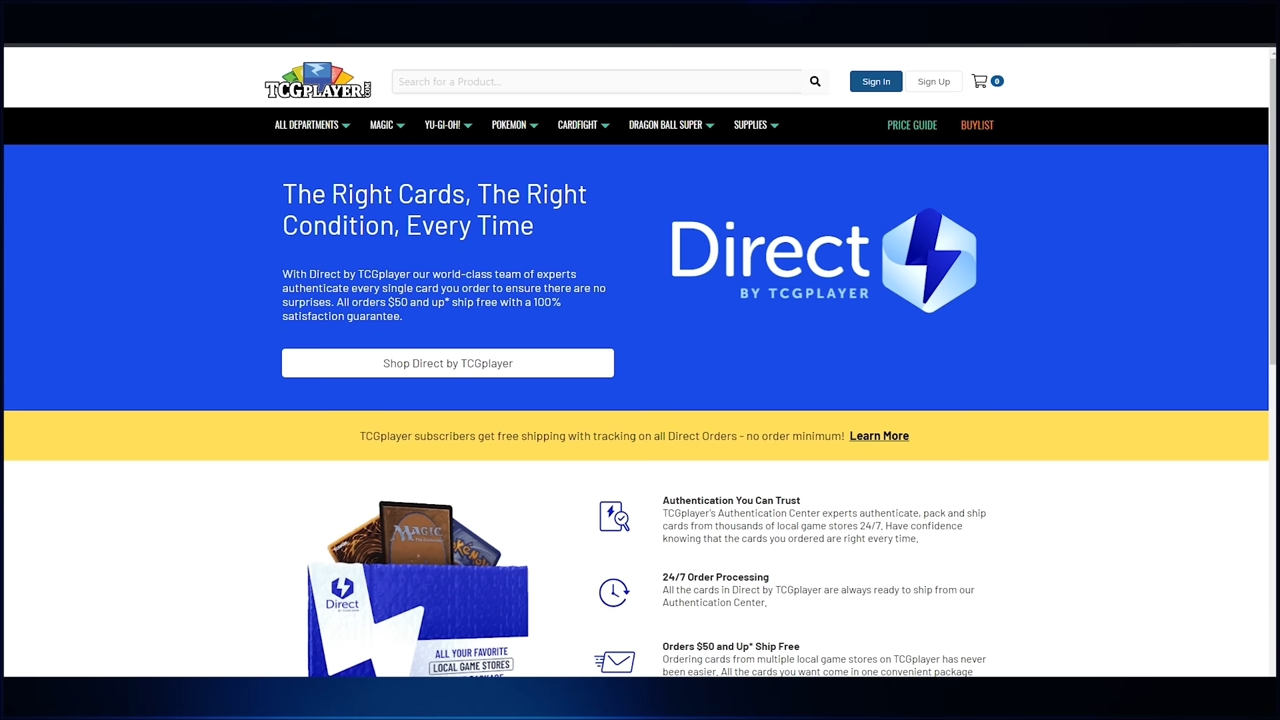 TCGPLAYER.COM
Search for a Product...
Sign In
Sign Up
0
ALL DEPARTMENTS
MAGIC
YU-GI-OH!
POKEMON
CARDFIGHT
DRAGON BALL SUPER
SUPPLIES
PRICE GUIDE
BUYLIST
The Right Cards, The Right
Condition, Every Time
With Direct by TCGplayer our world-class team of experts
authenticate every single card you order to ensure there are no
surprises. All orders $50 and up* ship free with a 100%
satisfaction guarantee.
Shop Direct by TCGplayer
Direct
BY TCGPLAYER
TCGplayer subscribers get free shipping with tracking on all Direct Orders - no order minimum! Learn More
MAGIC
Direct
ALL YOUR FAVORITE
LOCAL GAME STORES
Authentication You Can Trust
TCGplayer's Authentication Center experts authenticate, pack and ship
cards from thousands of local game stores 24/7. Have confidence
knowing that the cards you ordered are right every time.
24/7 Order Processing
All the cards in Direct by TCGplayer are always ready to ship from our
Authentication Center.
Orders $50 and Up* Ship Free
Ordering cards from multiple local game stores on TCGplayer has never
been easier. All the cards you want come in one convenient package